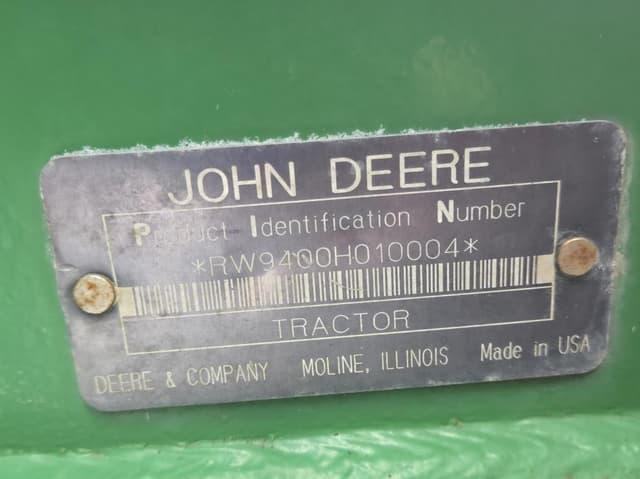 JOHN DEERE
Product Identification Number
*RW9400H010004*
TRACTOR
DEERE & COMPANY MOLINE, ILLINOIS Made in USA